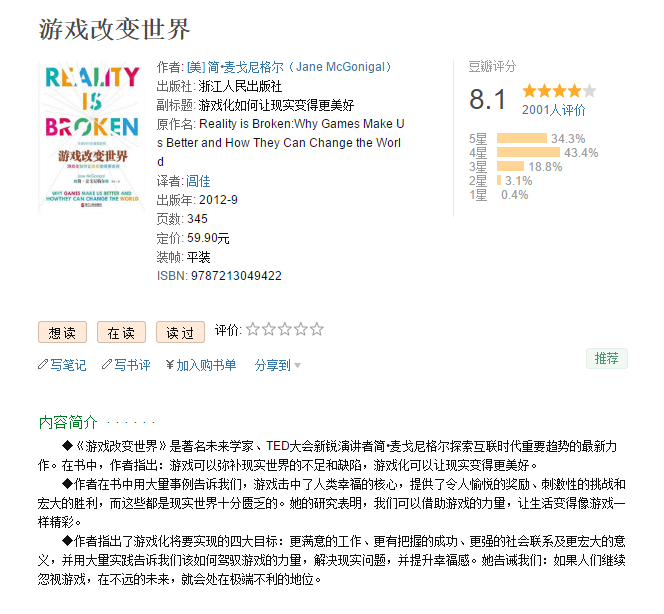 游戏改变世界
REALITY
IS
BROKEN
游戏改变世界
WHY GAMES MAKE US BETTER AND
HOW THEY CAN CHANGE THE WORLD
作者: [美] 简•麦戈尼格尔（Jane McGonigal）
出版社: 浙江人民出版社
副标题: 游戏化如何让现实变得更美好
原作名: Reality is Broken:Why Games Make U
s Better and How They Can Change the Worl
d
译者: 闾佳
出版年: 2012-9
页数: 345
定价: 59.90元
装帧: 平装
ISBN: 9787213049422
豆瓣评分
8.1
2001人评价
5星 34.3%
4星 43.4%
3星 18.8%
2星 3.1%
1星 0.4%
想读 在读 读过 评价:
写笔记 写书评 ¥加入购书单 分享到
推荐
内容简介 · · · · · ·
◆《游戏改变世界》是著名未来学家、TED大会新锐演讲者简•麦戈尼格尔探索互联时代重要趋势的最新力
作。在书中，作者指出：游戏可以弥补现实世界的不足和缺陷，游戏化可以让现实变得更美好。
◆作者在书中用大量事例告诉我们，游戏击中了人类幸福的核心，提供了令人愉悦的奖励、刺激性的挑战和
宏大的胜利，而这些都是现实世界十分匮乏的。她的研究表明，我们可以借助游戏的力量，让生活变得像游戏一
样精彩。
◆作者指出了游戏化将要实现的四大目标：更满意的工作、更有把握的成功、更强的社会联系及更宏大的意
义，并用大量实践告诉我们该如何驾驭游戏的力量，解决现实问题，并提升幸福感。她告诫我们：如果人们继续
忽视游戏，在不远的未来，就会处在极端不利的地位。